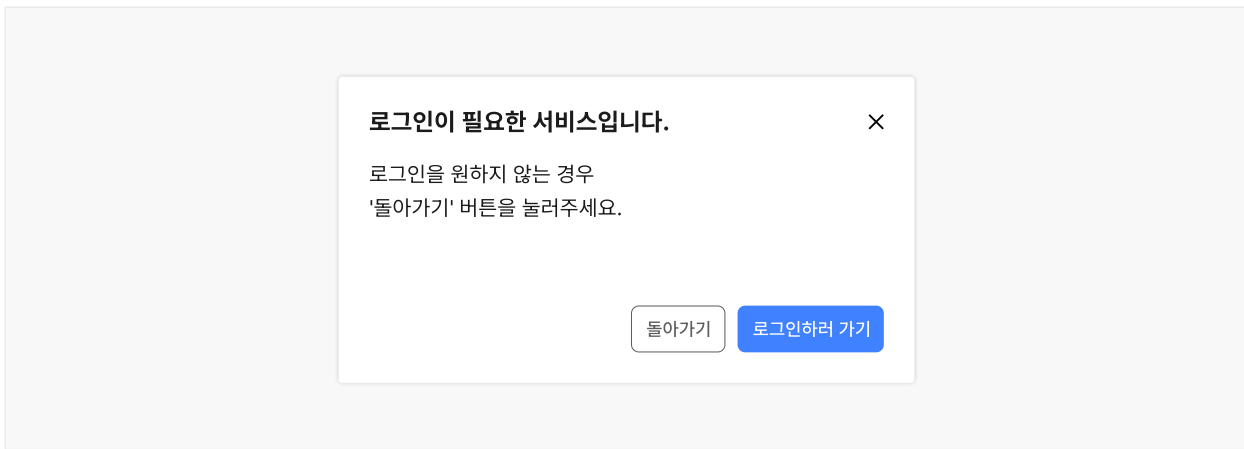 로그인이 필요한 서비스입니다.
로그인을 원하지 않는 경우
'돌아가기' 버튼을 눌러주세요.
돌아가기
로그인하러 가기